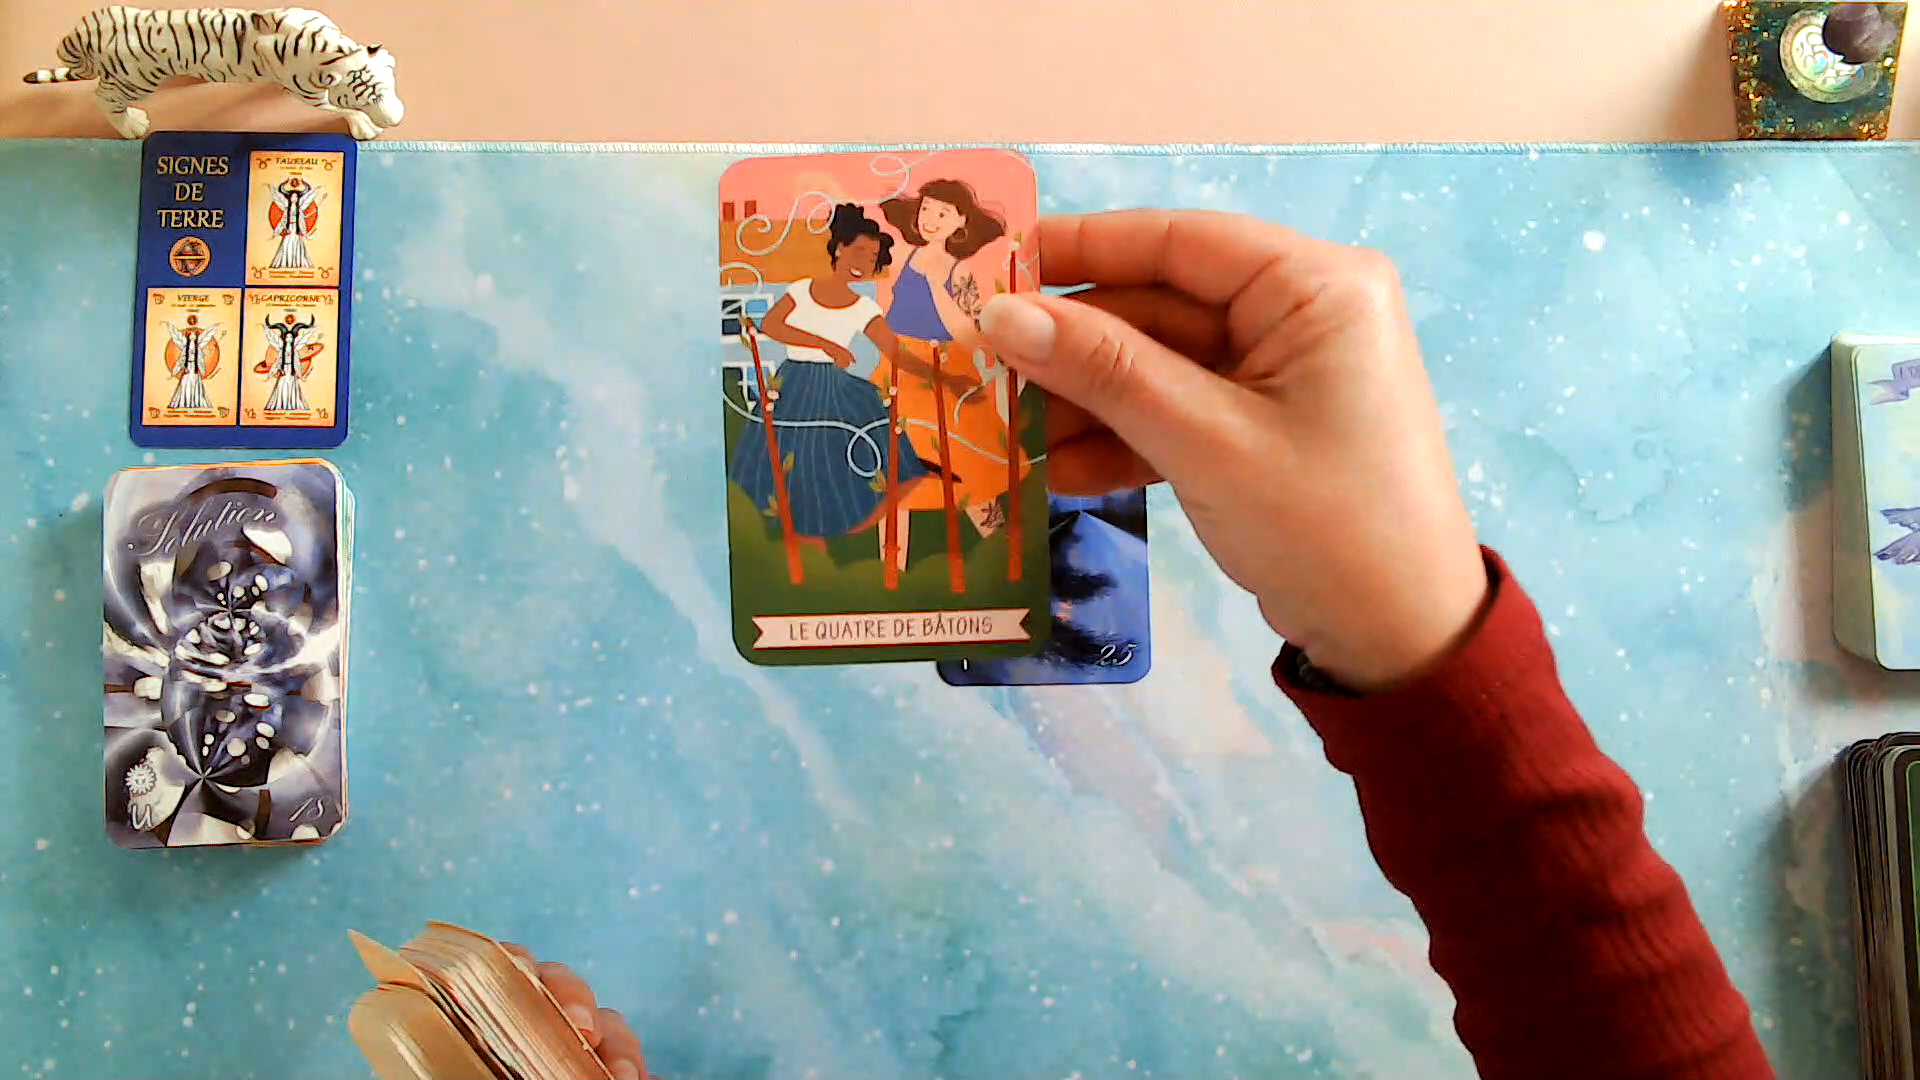 SIGNES
DE
TERRE
TAUREAU
VIERGE
CAPRICORNE
Solution
18
LE QUATRE DE BÂTONS
25